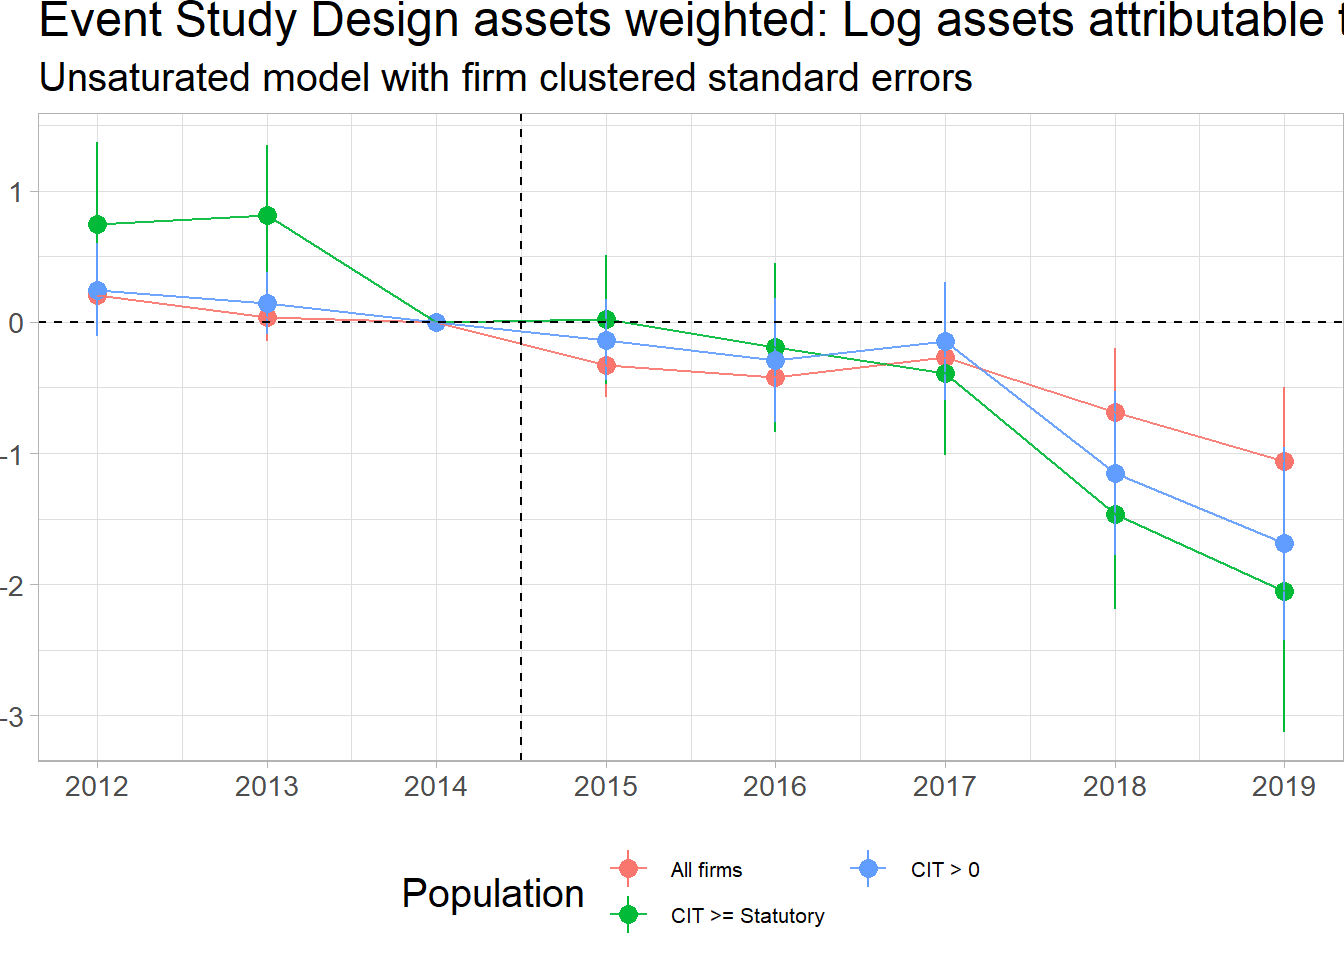 Event Study Design assets weighted: Log assets attributable
Unsaturated model with firm clustered standard errors
1
0
-1
-2
-3
2012 2013 2014 2015 2016 2017 2018 2019
Population
All firms
CIT > 0
CIT >= Statutory